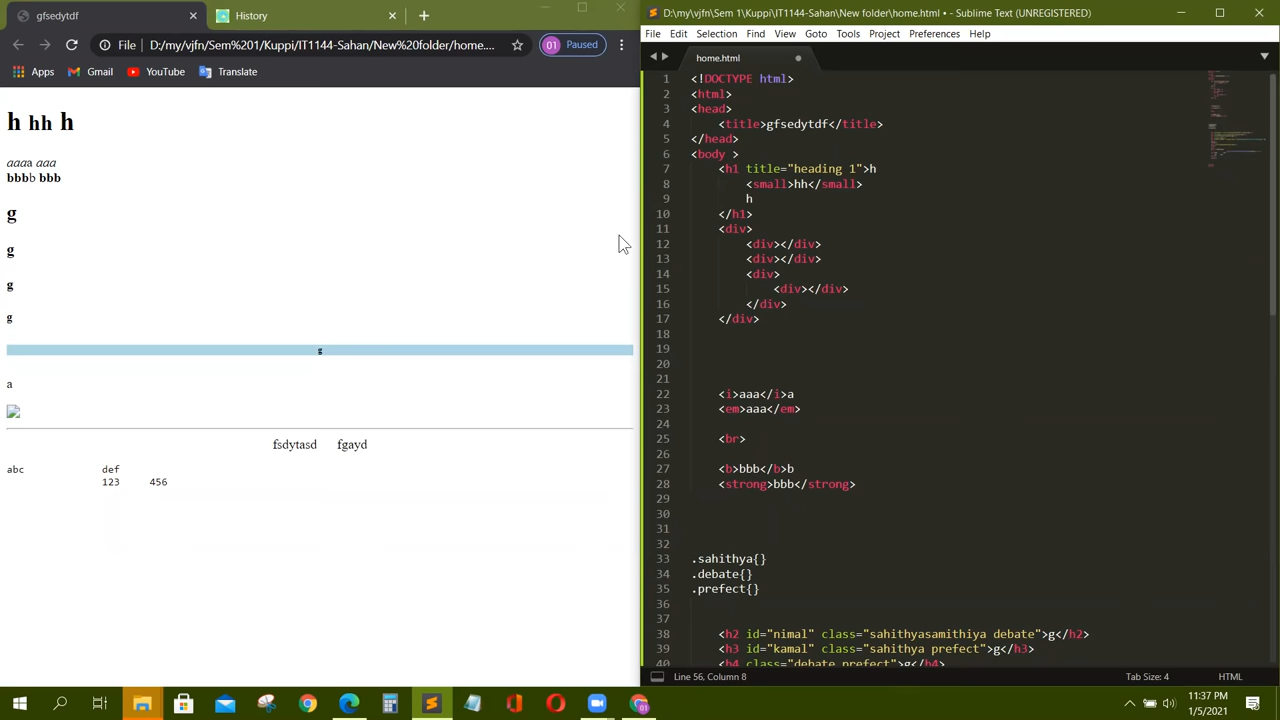 gfsedytdf
History
File D:/my/vjfn/Sem%201/Kuppi/IT1144-Sahan/New%20folder/home....
01 Paused
Apps Gmail YouTube Translate
h hh h
aaaa aaa
bbbb bbb
g
g
g
g
g
a
fsdytasd fgayd
abc def
123 456
D:\my\vjfn\Sem 1\Kuppi\IT1144-Sahan\New folder\home.html • - Sublime Text (UNREGISTERED)
File Edit Selection Find View Goto Tools Project Preferences Help
home.html
1 <!DOCTYPE html>
2 <html>
3 <head>
4 <title>gfsedytdf</title>
5 </head>
6 <body >
7 <h1 title="heading 1">h
8 <small>hh</small>
9 h
10 </h1>
11 <div>
12 <div></div>
13 <div></div>
14 <div>
15 <div></div>
16 </div>
17 </div>
18
19
20
21
22 <i>aaa</i>a
23 <em>aaa</em>
24
25 <br>
26
27 <b>bbb</b>b
28 <strong>bbb</strong>
29
30
31
32
33 .sahithya{}
34 .debate{}
35 .prefect{}
36
37
38 <h2 id="nimal" class="sahithyasamithiya debate">g</h2>
39 <h3 id="kamal" class="sahithya prefect">g</h3>
40 <h4 class="debate prefect">g</h4>
Line 56, Column 8
Tab Size: 4
HTML
01
11:37 PM
1/5/2021